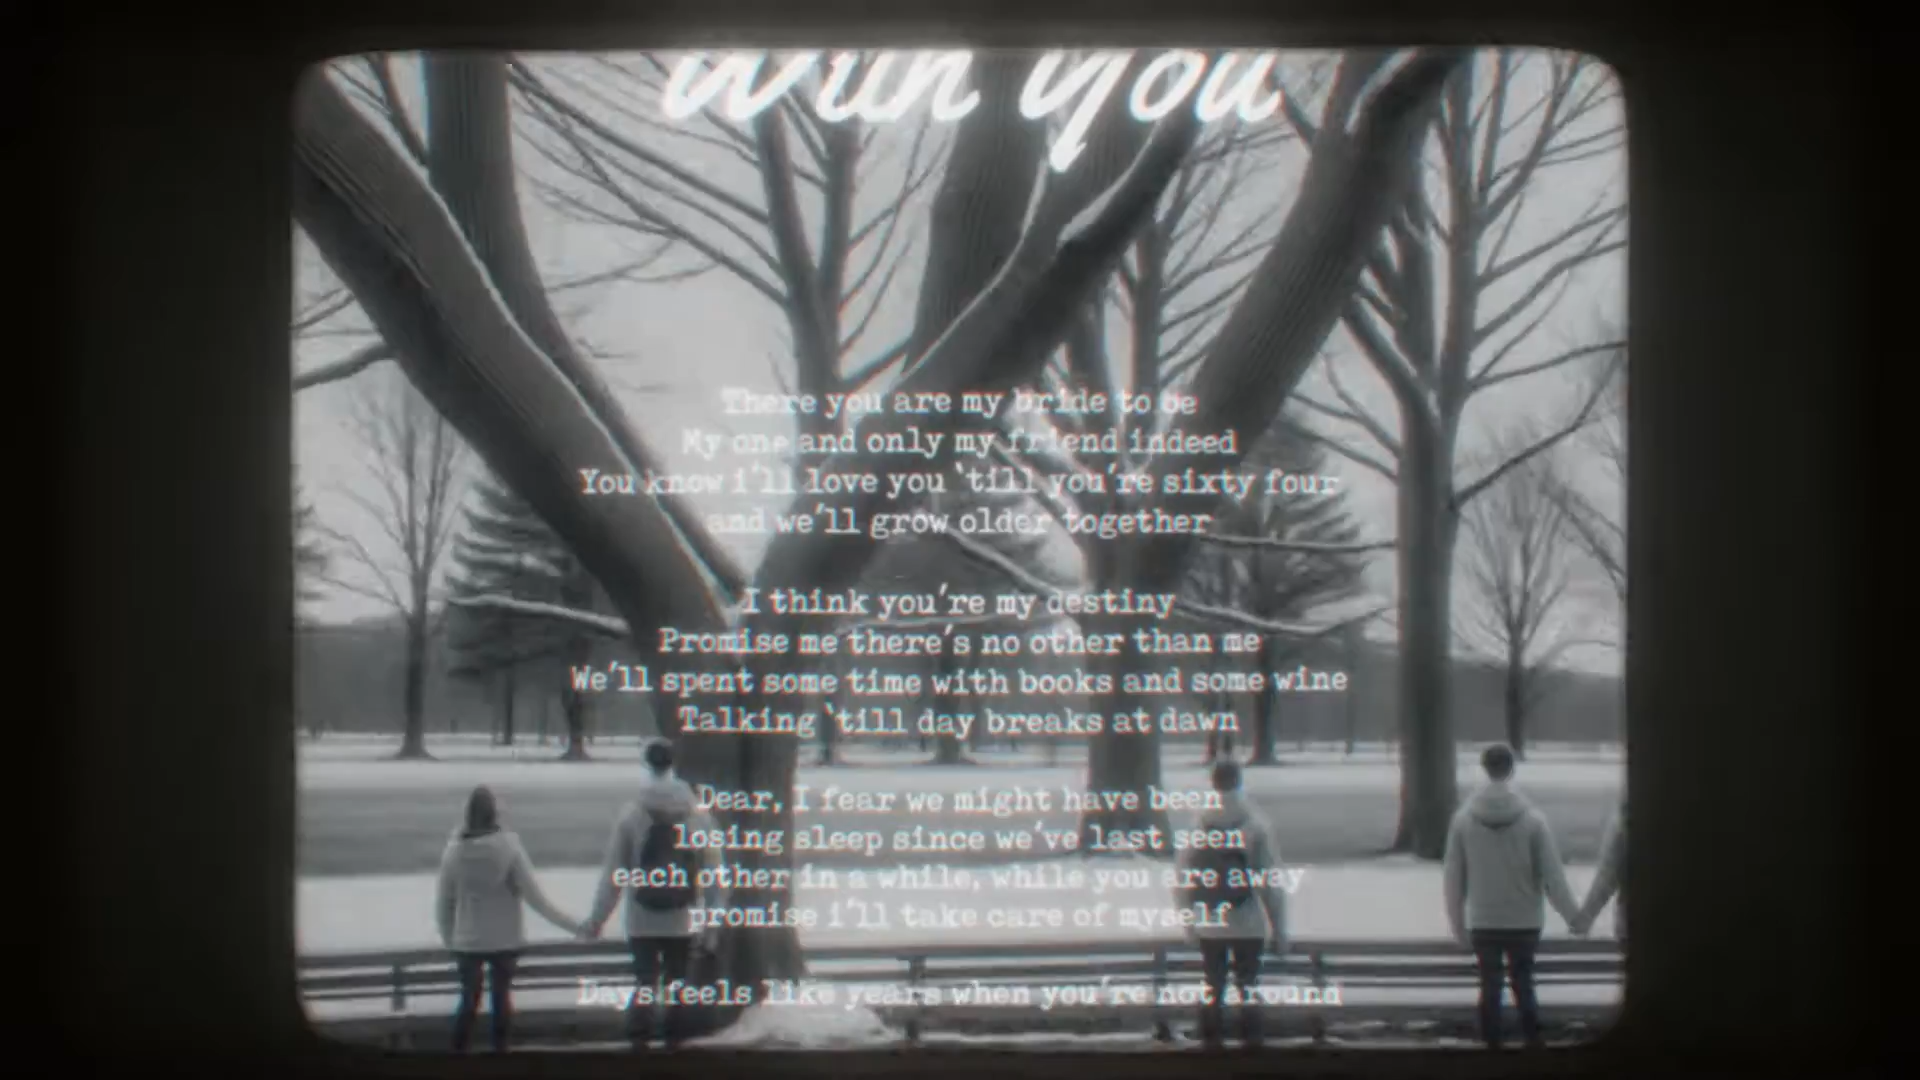 With You
There you are my bride to be
My one and only my friend indeed
You know i'll love you 'till you're sixty four
and we'll grow older together
I think you're my destiny
Promise me there's no other than me
We'll spent some time with books and some wine
Talking 'till day breaks at dawn
Dear, I fear we might have been
losing sleep since we've last seen
each other in a while, while you are away
promise i'll take care of myself
Days feels like years when you're not around